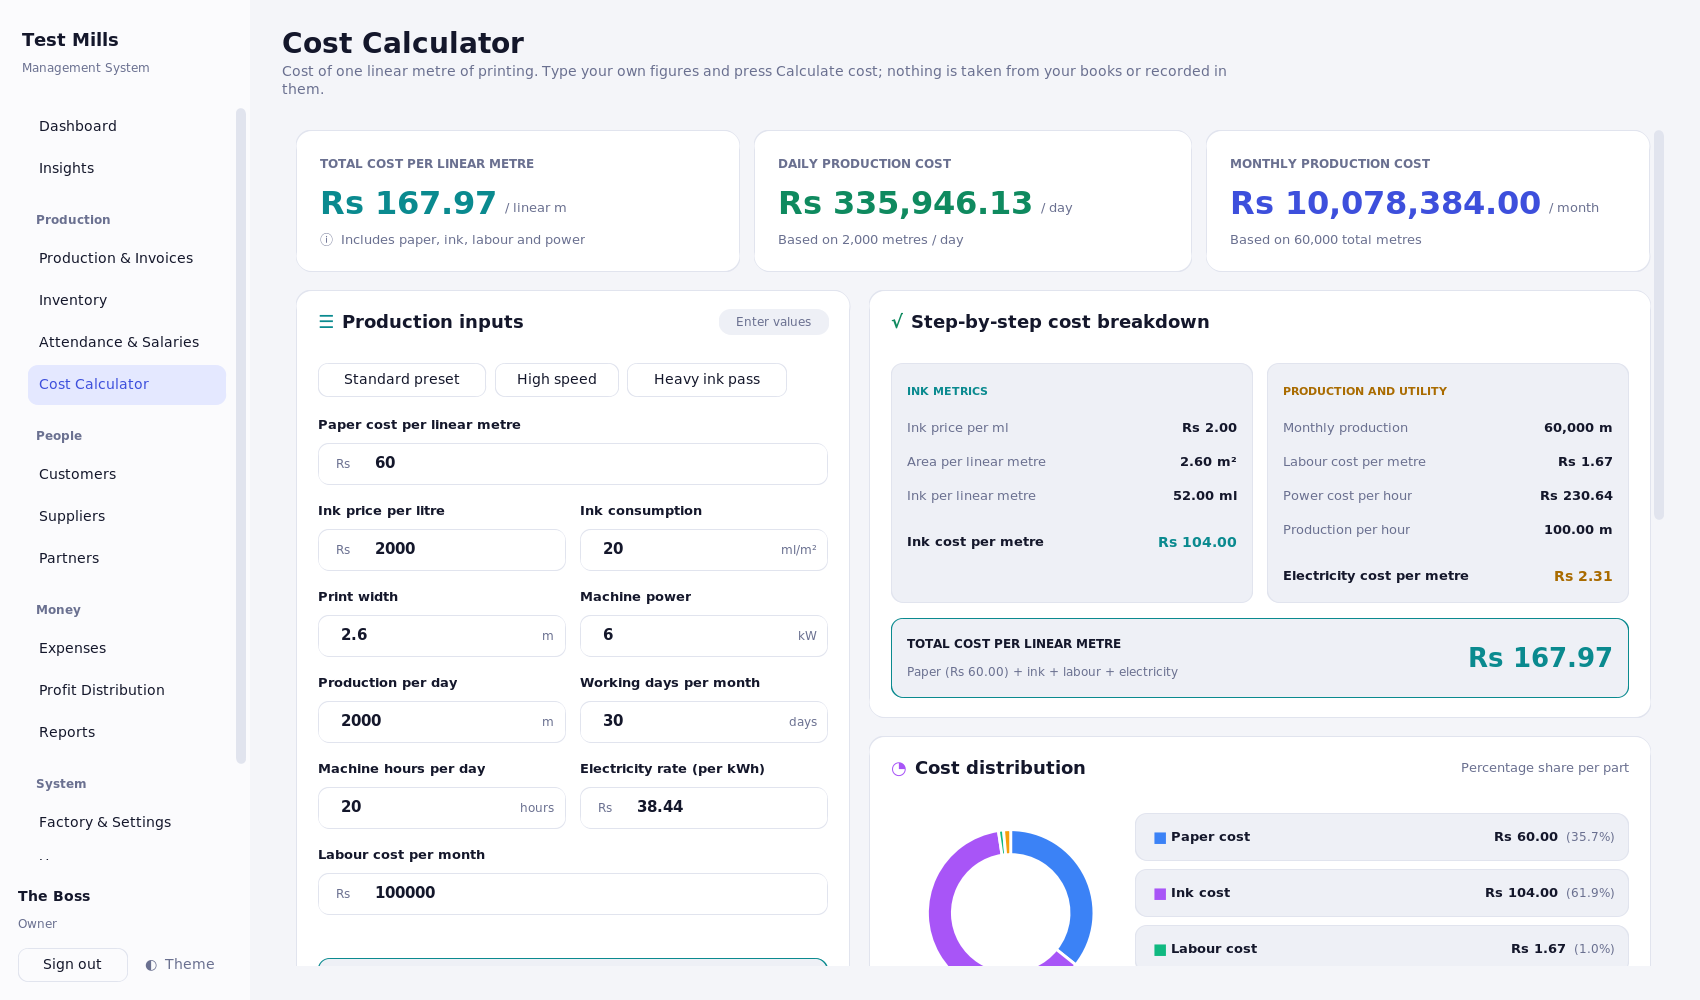 Test Mills
Management System
Dashboard
Insights
Production
Production & Invoices
Inventory
Attendance & Salaries
Cost Calculator
People
Customers
Suppliers
Partners
Money
Expenses
Profit Distribution
Reports
System
Factory & Settings
The Boss
Owner
Sign out
◐ Theme
Cost Calculator
Cost of one linear metre of printing. Type your own figures and press Calculate cost; nothing is taken from your books or recorded in
them.
TOTAL COST PER LINEAR METRE
Rs 167.97 / linear m
ⓘ Includes paper, ink, labour and power
DAILY PRODUCTION COST
Rs 335,946.13 / day
Based on 2,000 metres / day
MONTHLY PRODUCTION COST
Rs 10,078,384.00 / month
Based on 60,000 total metres
☰ Production inputs
Enter values
Standard preset
High speed
Heavy ink pass
Paper cost per linear metre
Rs 60
Ink price per litre
Rs 2000
Ink consumption
20 ml/m²
Print width
2.6 m
Machine power
6 kW
Production per day
2000 m
Working days per month
30 days
Machine hours per day
20 hours
Electricity rate (per kWh)
Rs 38.44
Labour cost per month
Rs 100000
√ Step-by-step cost breakdown
INK METRICS
Ink price per ml Rs 2.00
Area per linear metre 2.60 m²
Ink per linear metre 52.00 ml
Ink cost per metre Rs 104.00
PRODUCTION AND UTILITY
Monthly production 60,000 m
Labour cost per metre Rs 1.67
Power cost per hour Rs 230.64
Production per hour 100.00 m
Electricity cost per metre Rs 2.31
TOTAL COST PER LINEAR METRE
Paper (Rs 60.00) + ink + labour + electricity
Rs 167.97
◔ Cost distribution
Percentage share per part
Paper cost Rs 60.00 (35.7%)
Ink cost Rs 104.00 (61.9%)
Labour cost Rs 1.67 (1.0%)